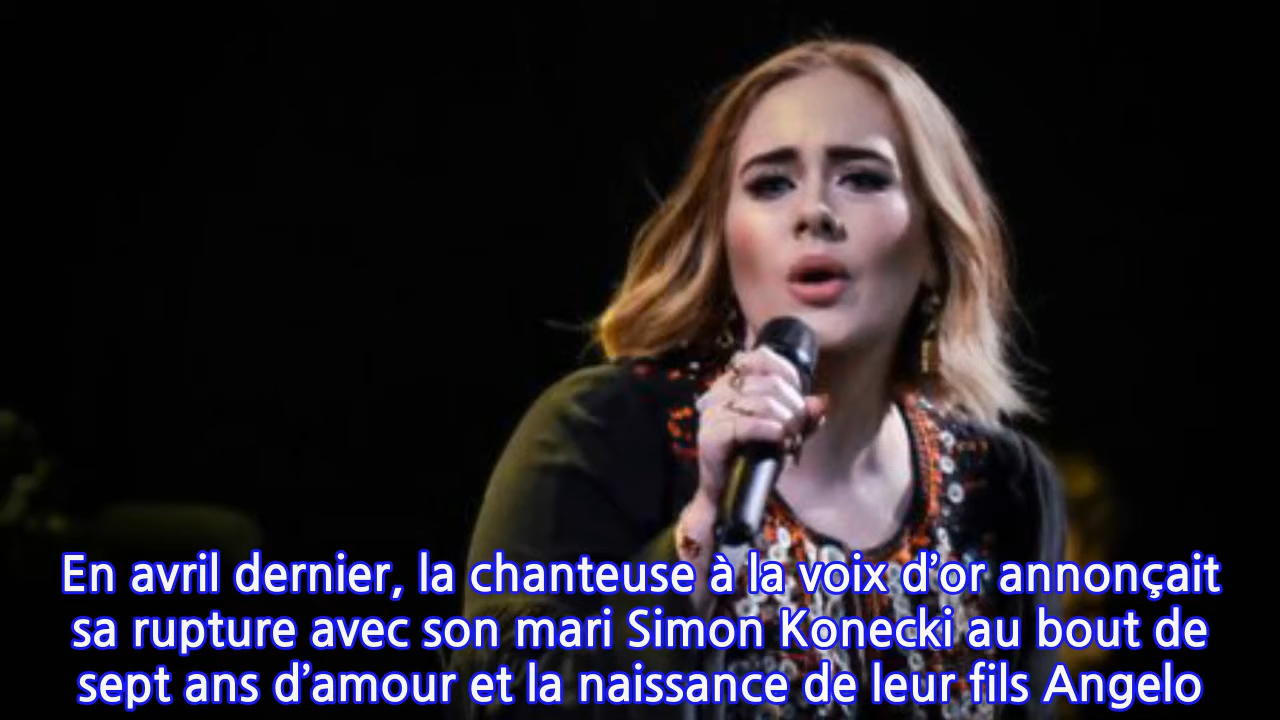 En avril dernier, la chanteuse à la voix d’or annonçait
sa rupture avec son mari Simon Konecki au bout de
sept ans d’amour et la naissance de leur fils Angelo